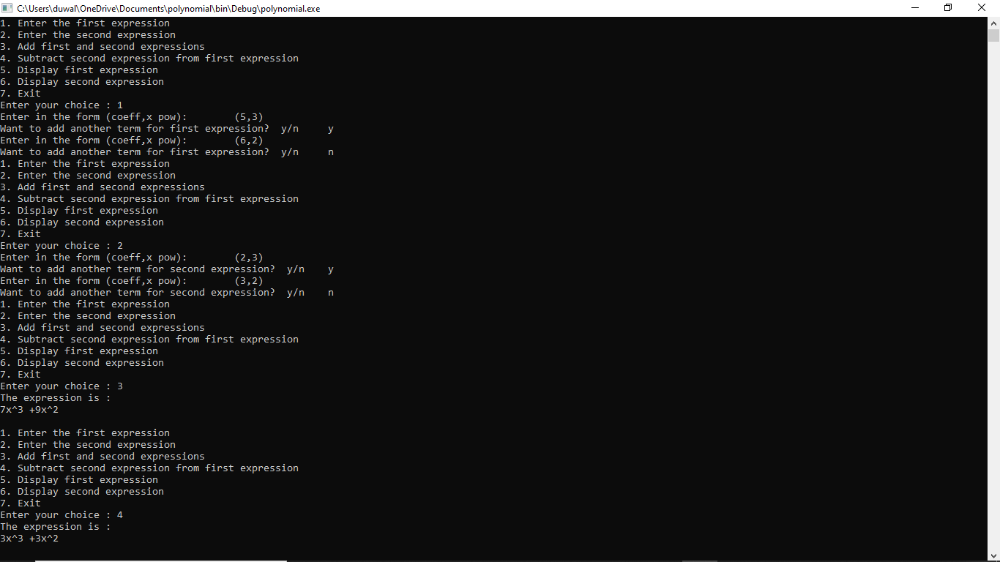 C:\Users\duwal\OneDrive\Documents\polynomial\bin\Debug\polynomial.exe
1. Enter the first expression
2. Enter the second expression
3. Add first and second expressions
4. Subtract second expression from first expression
5. Display first expression
6. Display second expression
7. Exit
Enter your choice : 1
Enter in the form (coeff,x pow):        (5,3)
Want to add another term for first expression?  y/n     y
Enter in the form (coeff,x pow):        (6,2)
Want to add another term for first expression?  y/n     n
1. Enter the first expression
2. Enter the second expression
3. Add first and second expressions
4. Subtract second expression from first expression
5. Display first expression
6. Display second expression
7. Exit
Enter your choice : 2
Enter in the form (coeff,x pow):        (2,3)
Want to add another term for second expression?  y/n    y
Enter in the form (coeff,x pow):        (3,2)
Want to add another term for second expression?  y/n    n
1. Enter the first expression
2. Enter the second expression
3. Add first and second expressions
4. Subtract second expression from first expression
5. Display first expression
6. Display second expression
7. Exit
Enter your choice : 3
The expression is :
7x^3 +9x^2

1. Enter the first expression
2. Enter the second expression
3. Add first and second expressions
4. Subtract second expression from first expression
5. Display first expression
6. Display second expression
7. Exit
Enter your choice : 4
The expression is :
3x^3 +3x^2